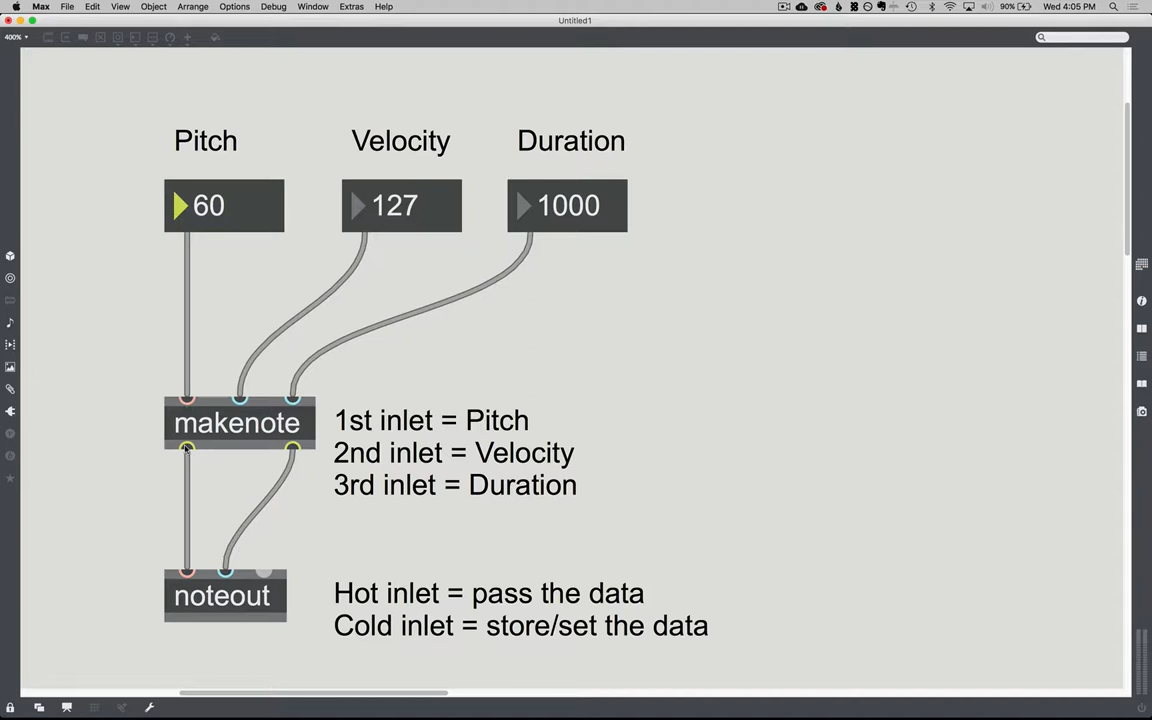 Max File Edit View Object Arrange Options Debug Window Extras Help
90% Wed 4:05 PM
Untitled1
400%
Pitch Velocity Duration
60 127 1000
makenote
1st inlet = Pitch
2nd inlet = Velocity
3rd inlet = Duration
noteout
Hot inlet = pass the data
Cold inlet = store/set the data